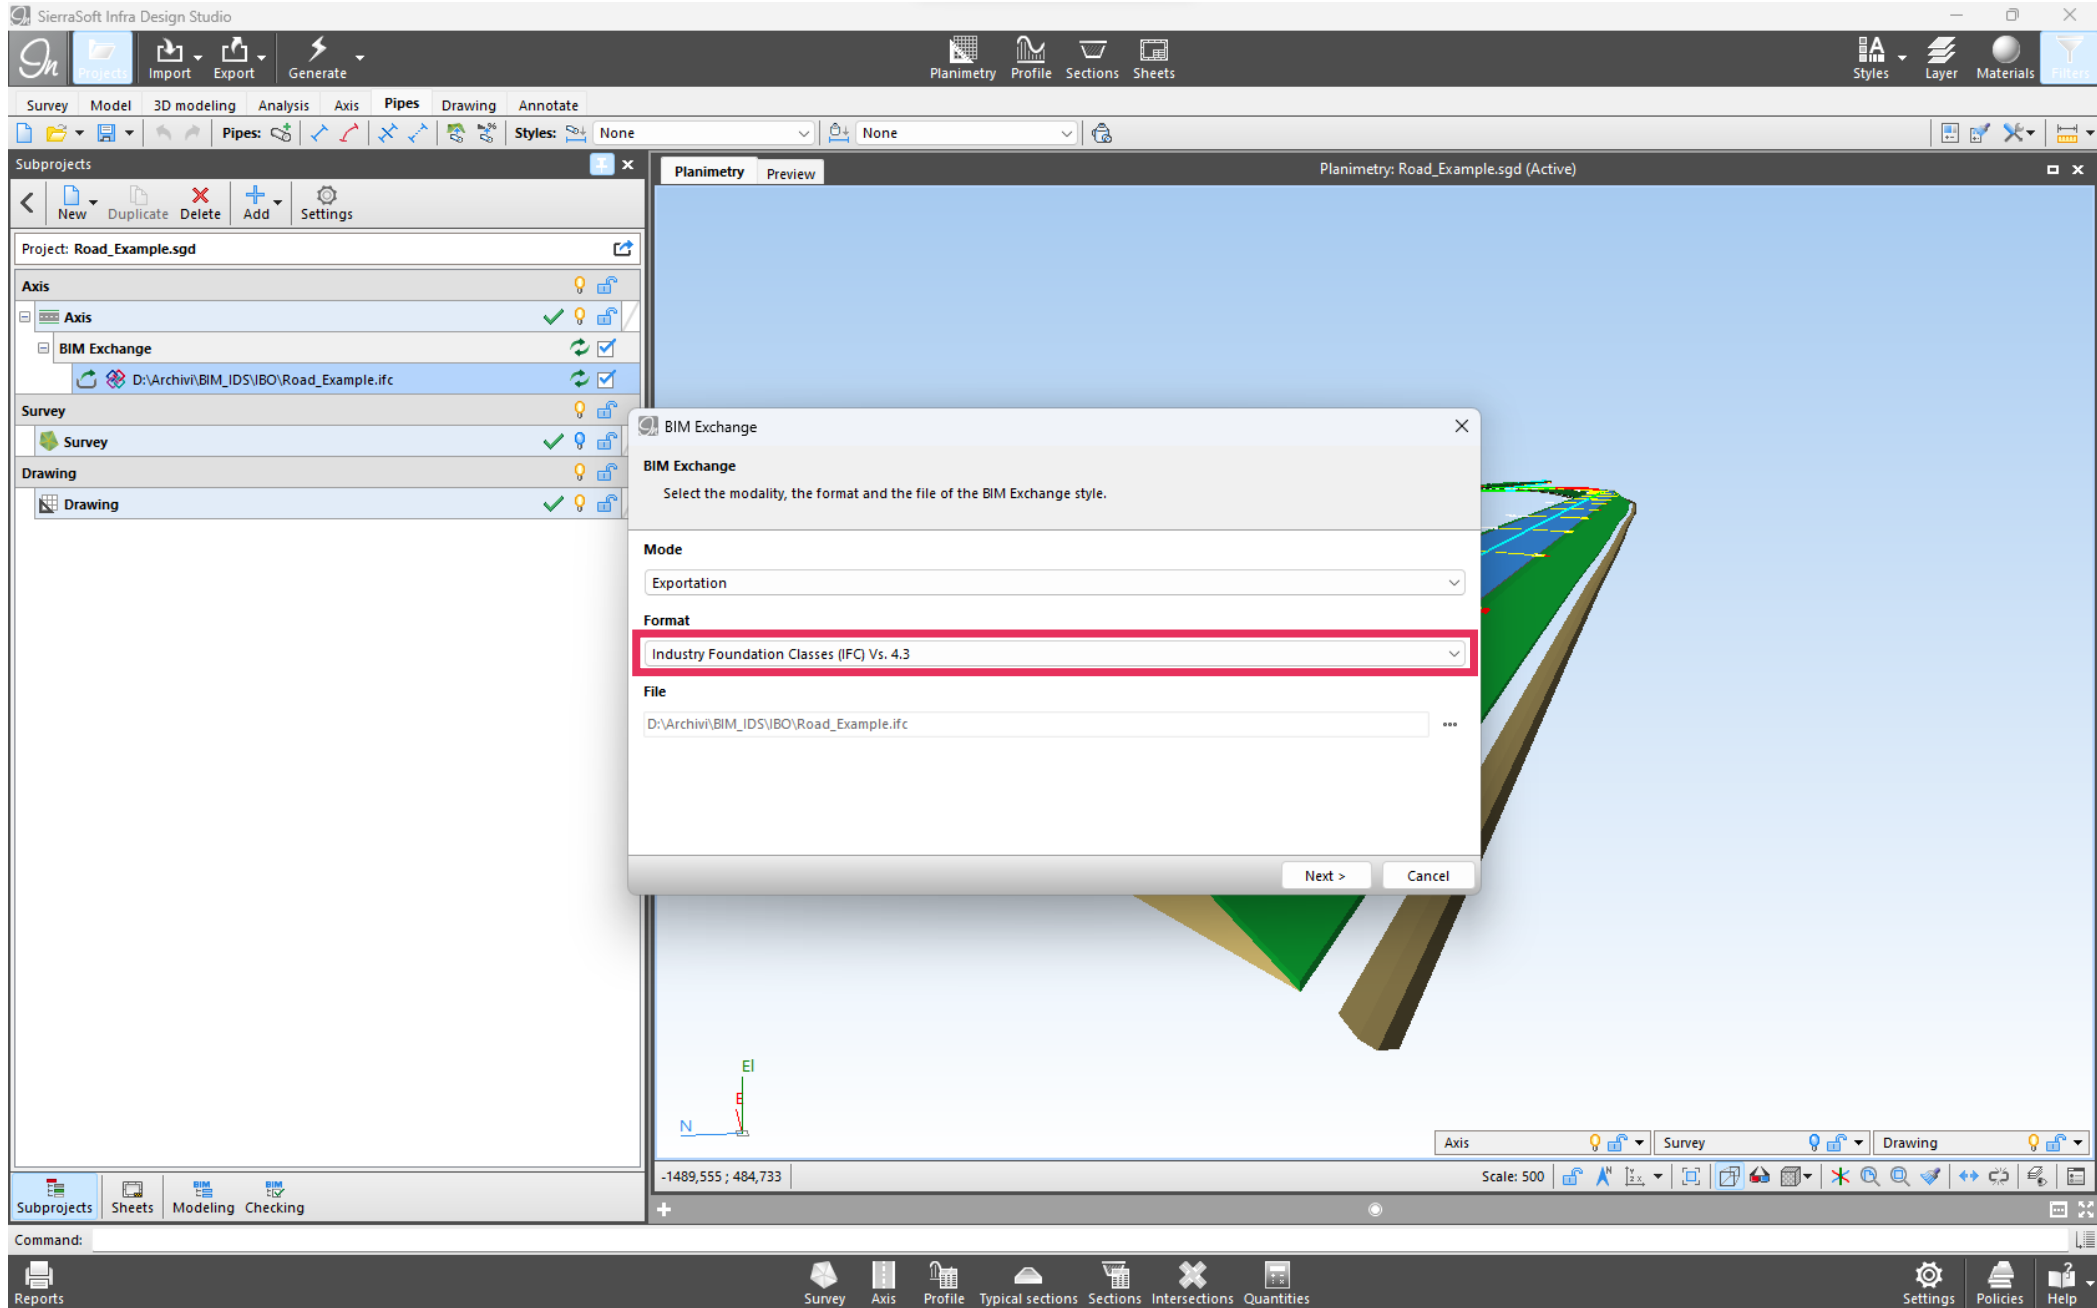 SierraSoft Infra Design Studio
Projects Import Export Generate Planimetry Profile Sections Sheets Styles Layer Materials Filters
Survey Model 3D modeling Analysis Axis Pipes Drawing Annotate
Pipes: Styles: None None
Subprojects
Planimetry Preview Planimetry: Road_Example.sgd (Active)
New Duplicate Delete Add Settings
Project: Road_Example.sgd
Axis
Axis
BIM Exchange
D:\Archivi\BIM_IDS\IBO\Road_Example.ifc
Survey
Survey
Drawing
Drawing
BIM Exchange
BIM Exchange
Select the modality, the format and the file of the BIM Exchange style.
Mode
Exportation
Format
Industry Foundation Classes (IFC) Vs. 4.3
File
D:\Archivi\BIM_IDS\IBO\Road_Example.ifc
Next > Cancel
El
E
N
Axis Survey Drawing
-1489,555 ; 484,733 Scale: 500
Subprojects Sheets Modeling Checking
Command:
Reports Survey Axis Profile Typical sections Sections Intersections Quantities Settings Policies Help